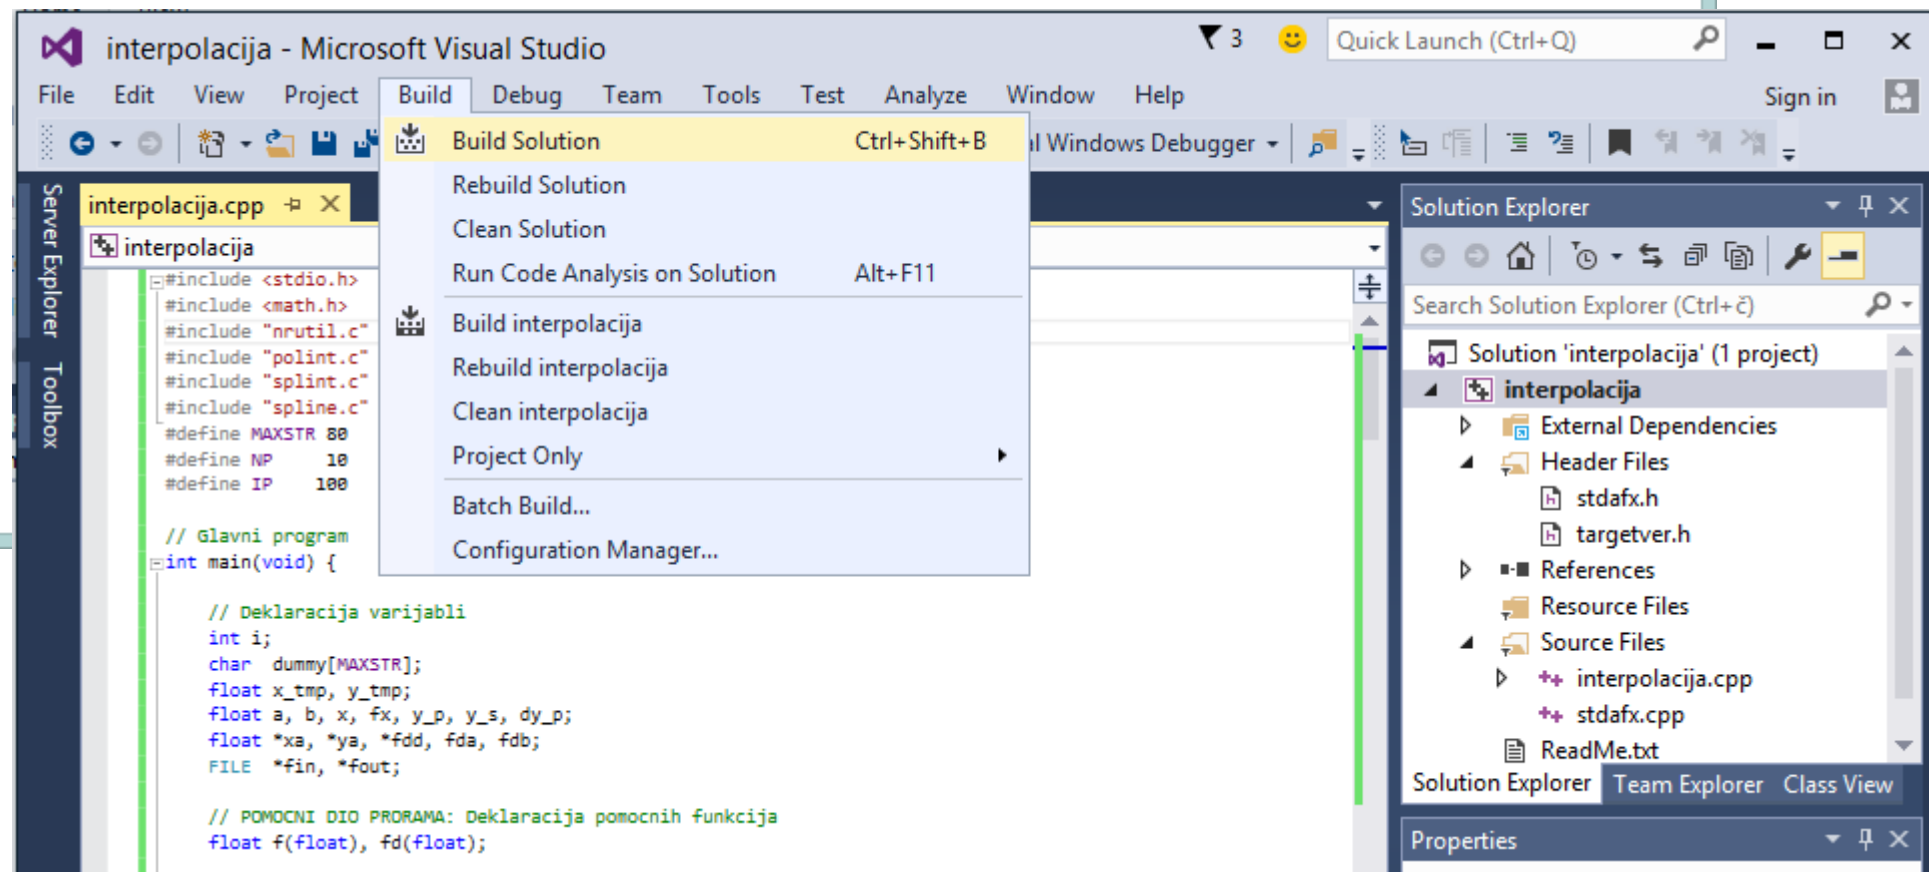 interpolacija - Microsoft Visual Studio
3
Quick Launch (Ctrl+Q)
File Edit View Project Build Debug Team Tools Test Analyze Window Help
Sign in
Windows Debugger
Build Solution Ctrl+Shift+B
Rebuild Solution
Clean Solution
Run Code Analysis on Solution Alt+F11
Build interpolacija
Rebuild interpolacija
Clean interpolacija
Project Only
Batch Build...
Configuration Manager...
Server Explorer
Toolbox
interpolacija.cpp
interpolacija
#include <stdio.h>
#include <math.h>
#include "nrutil.c"
#include "polint.c"
#include "splint.c"
#include "spline.c"
#define MAXSTR 80
#define NP 10
#define IP 100
// Glavni program
int main(void) {
// Deklaracija varijabli
int i;
char dummy[MAXSTR];
float x_tmp, y_tmp;
float a, b, x, fx, y_p, y_s, dy_p;
float *xa, *ya, *fdd, fda, fdb;
FILE *fin, *fout;
// POMOCNI DIO PRORAMA: Deklaracija pomocnih funkcija
float f(float), fd(float);
Solution Explorer
Search Solution Explorer (Ctrl+č)
Solution 'interpolacija' (1 project)
interpolacija
External Dependencies
Header Files
stdafx.h
targetver.h
References
Resource Files
Source Files
interpolacija.cpp
stdafx.cpp
ReadMe.txt
Solution Explorer Team Explorer Class View
Properties